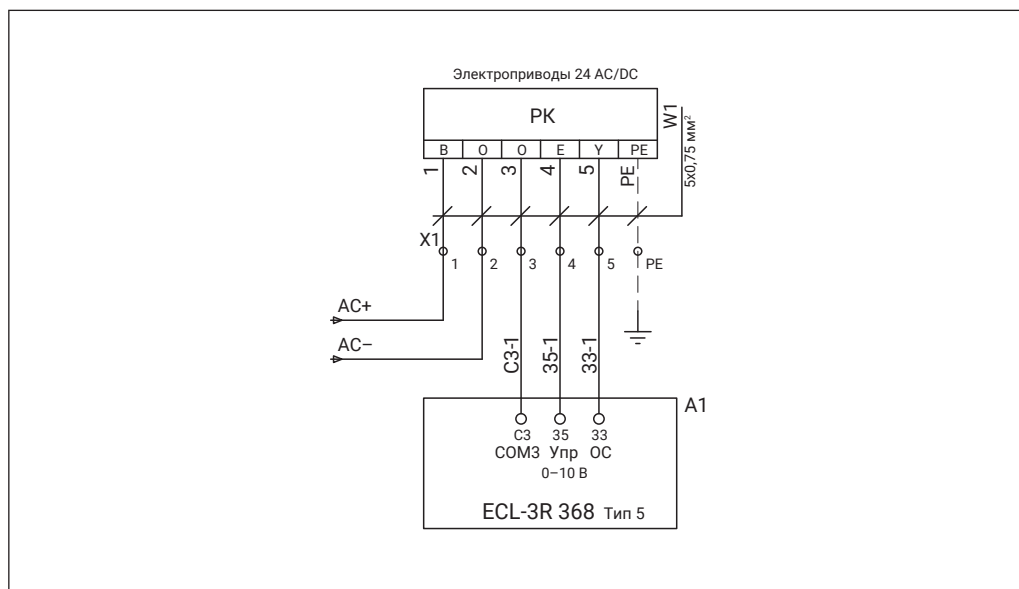 Электроприводы 24 AC/DC
РК
W1
5x0,75 мм²
B O O E Y PE
1 2 3 4 5 PE
X1
1 2 3 4 5 PE
AC+
AC–
C3-1 35-1 33-1
A1
C3 35 33
COM3 Упр ОС
0–10 В
ECL-3R 368 Тип 5